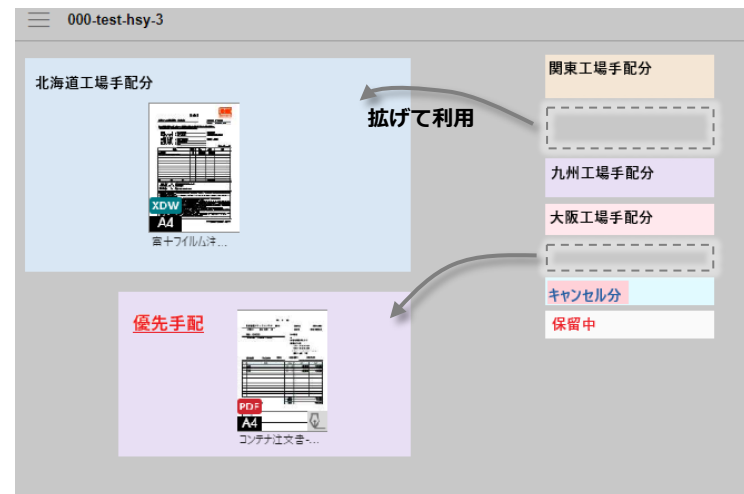 000-test-hsy-3
北海道工場手配分
XDW
A4
富士フイルム注...
拡げて利用
関東工場手配分
九州工場手配分
大阪工場手配分
キャンセル分
保留中
優先手配
PDF
A4
コンテナ注文書-...